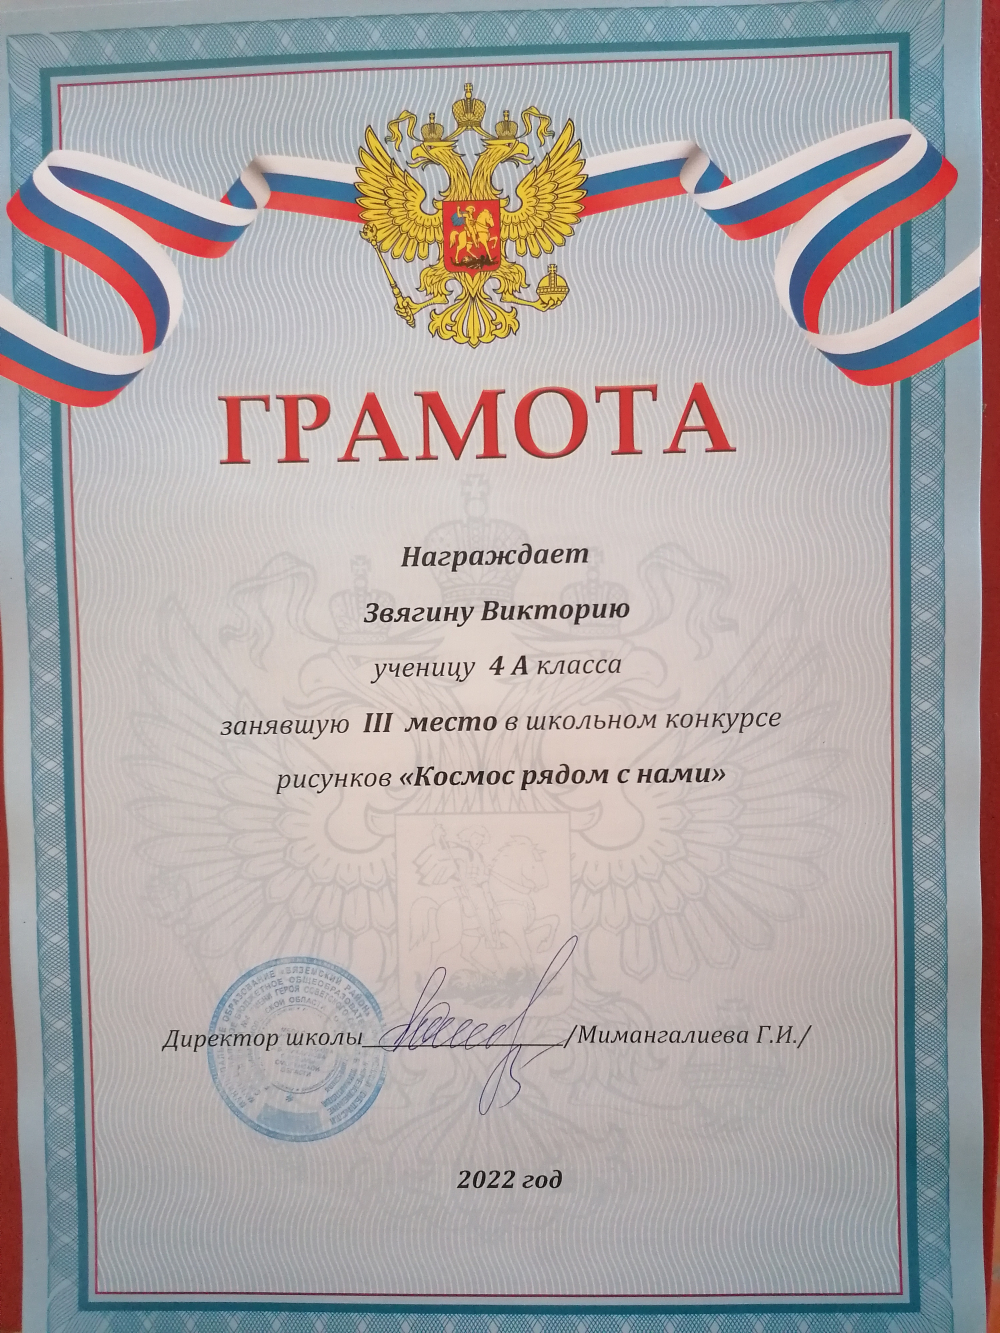 ГРАМОТА
Награждает
Звягину Викторию
ученицу 4 А класса
занявшую III место в школьном конкурсе
рисунков «Космос рядом с нами»
Директор школы /Мимангалиева Г.И./
2022 год